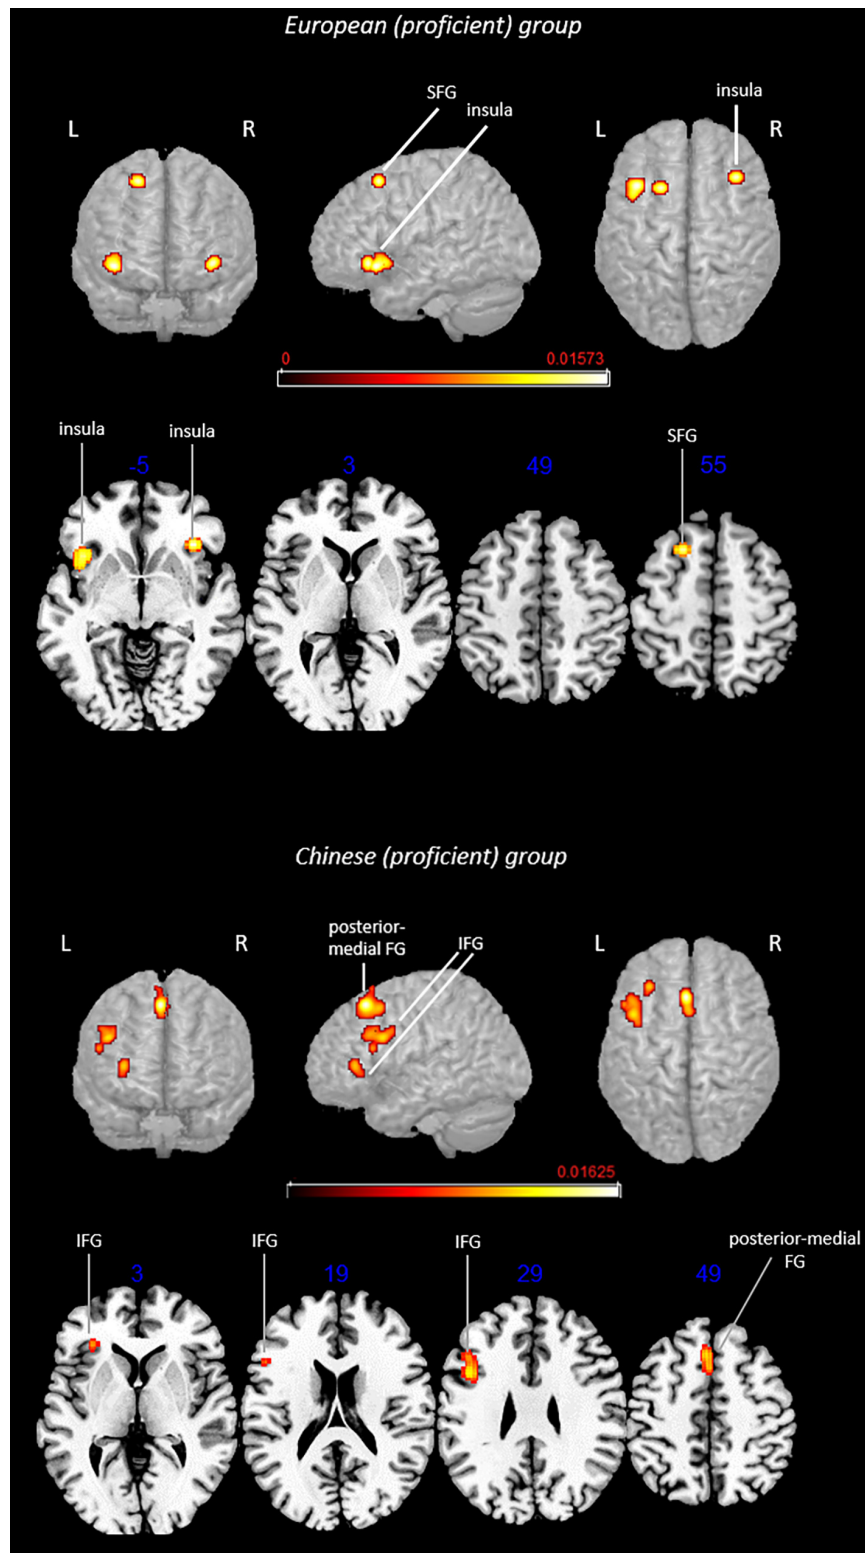 European (proficient) group
SFG
insula
insula
L
R
L
R
0
0.01573
insula
insula
SFG
-5
3
49
55
Chinese (proficient) group
posterior-
medial FG
IFG
L
R
L
R
0.01625
IFG
IFG
IFG
posterior-medial
FG
3
19
29
49